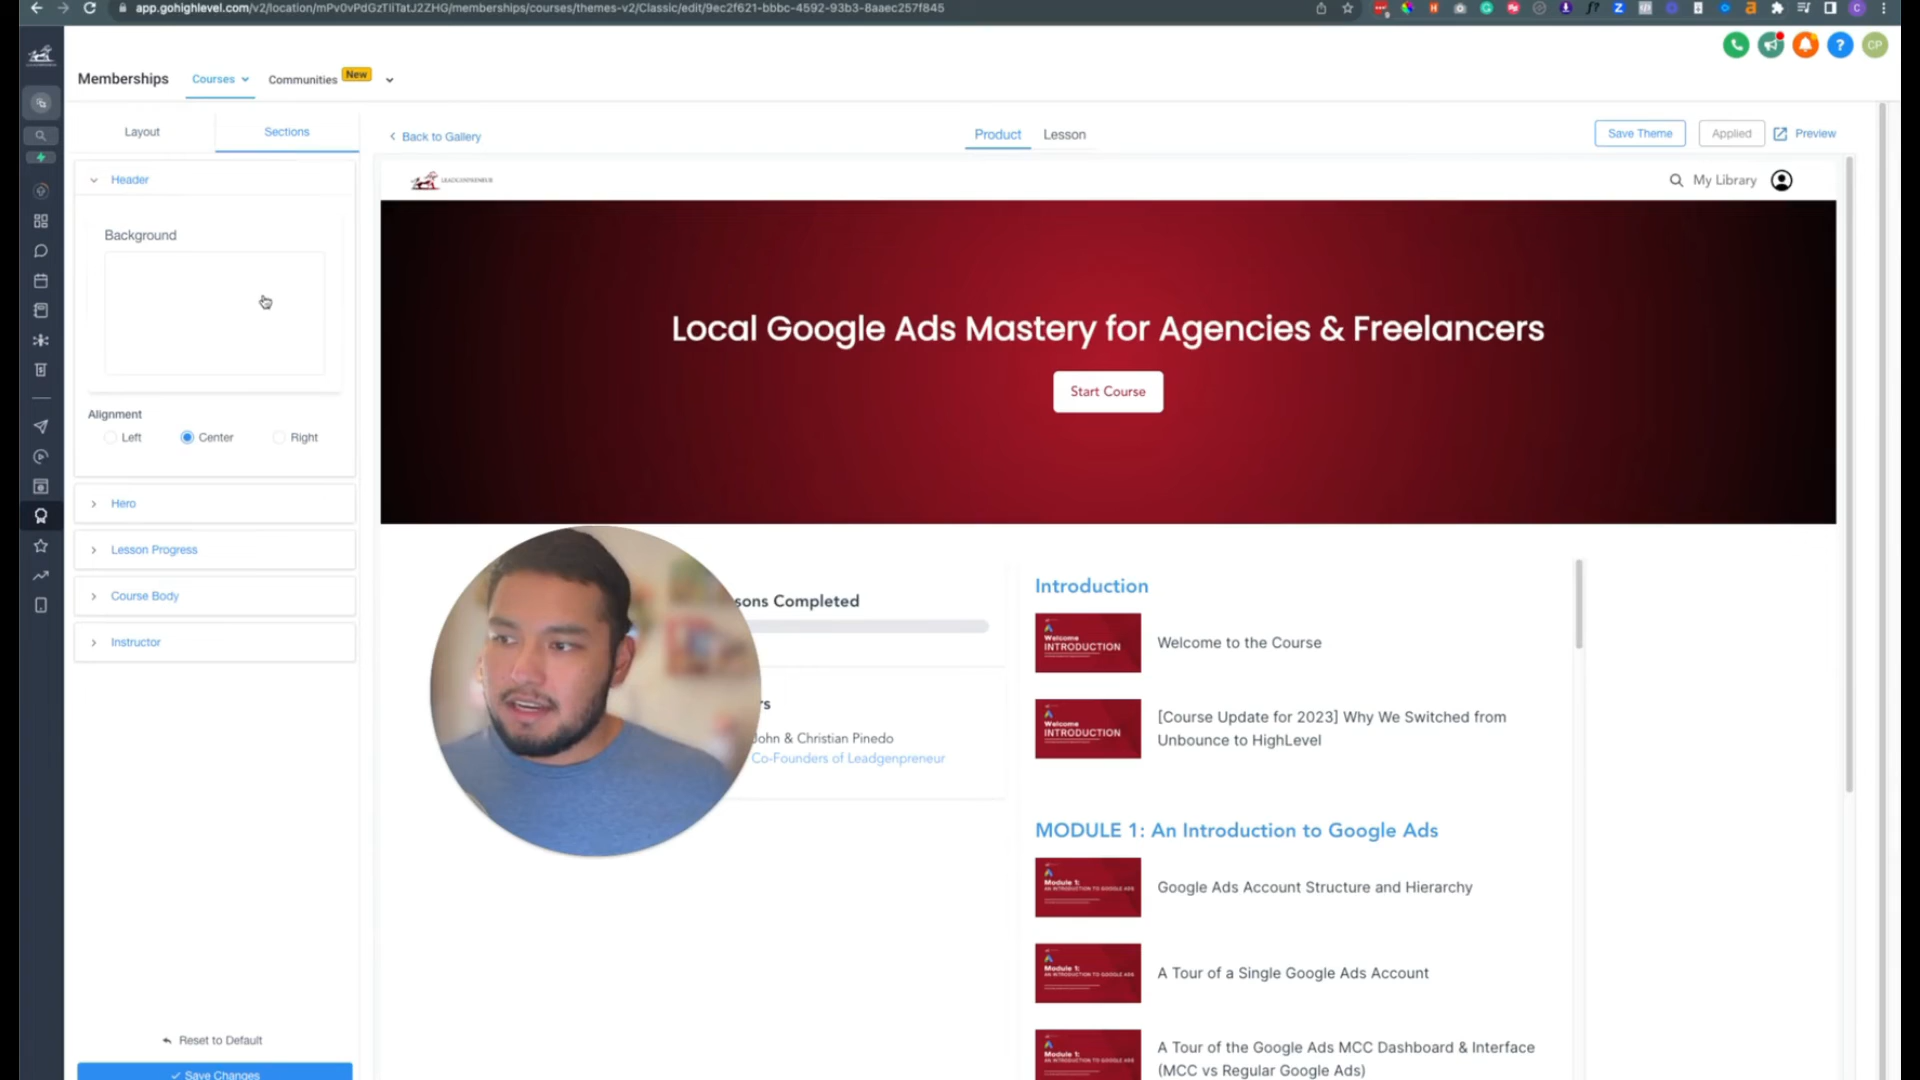 app.gohighlevel.com/v2/location/mPv0vPdGzTIiTatJ2ZHG/memberships/courses/themes-v2/Classic/edit/9ec2f621-bbbc-4592-93b3-8aaec257f845
CP
Memberships
Courses
Communities
New
Layout
Sections
Back to Gallery
Product
Lesson
Save Theme
Applied
Preview
Header
LEADGENPRENEUR
My Library
Background
Local Google Ads Mastery for Agencies & Freelancers
Start Course
Alignment
Left
Center
Right
Hero
Lesson Progress
Course Body
Instructor
sons Completed
rs
John & Christian Pinedo
Co-Founders of Leadgenpreneur
Introduction
Welcome
INTRODUCTION
Welcome to the Course
Welcome
INTRODUCTION
[Course Update for 2023] Why We Switched from
Unbounce to HighLevel
MODULE 1: An Introduction to Google Ads
Module 1:
AN INTRODUCTION TO GOOGLE ADS
Google Ads Account Structure and Hierarchy
Module 1:
AN INTRODUCTION TO GOOGLE ADS
A Tour of a Single Google Ads Account
Module 1:
AN INTRODUCTION TO GOOGLE ADS
A Tour of the Google Ads MCC Dashboard & Interface
(MCC vs Regular Google Ads)
Reset to Default
Save Changes